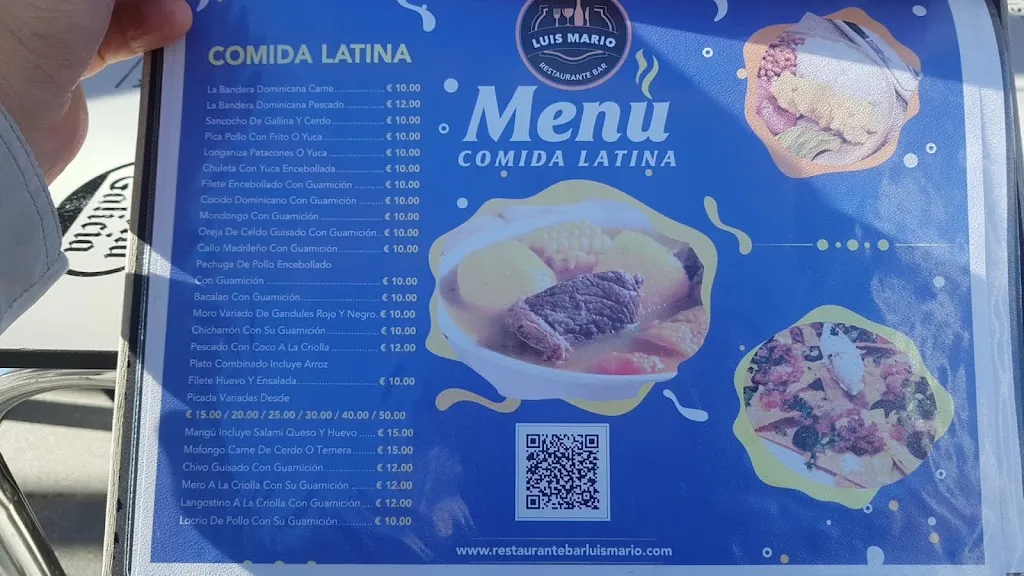 COMIDA LATINA
La Bandera Dominicana Carne................... € 10.00
La Bandera Dominicana Pescado.............. € 12.00
Sancocho De Gallina Y Cerdo................... € 10.00
Pica Pollo Con Frito O Yuca...................... € 10.00
Longaniza Patacones O Yuca.................... € 10.00
Chuleta Con Yuca Encebollada................. € 10.00
Filete Encebollado Con Guarnición............ € 10.00
Cocido Dominicano Con Guarnición......... € 10.00
Mondongo Con Guarnición....................... € 10.00
Oreja De Celdo Guisado Con Guarnición.. € 10.00
Callo Madrileño Con Guarnición................ € 10.00
Pechuga De Pollo Encebollado
Con Guarnición........................................ € 10.00
Bacalao Con Guarnición............................ € 10.00
Moro Variado De Gandules Rojo Y Negro. € 10.00
Chicharrón Con Su Guarnición.................. € 10.00
Pescado Con Coco A La Criolla................ € 12.00
Plato Combinado Incluye Arroz
Filete Huevo Y Ensalada........................... € 10.00
Picada Variadas Desde
€ 15.00 / 20.00 / 25.00 / 30.00 / 40.00 / 50.00
Mangú Incluye Salami Queso Y Huevo...... € 15.00
Mofongo Carne De Cerdo O Ternera........ € 15.00
Chivo Guisado Con Guarnición................. € 12.00
Mero A La Criolla Con Su Guarnición........ € 12.00
Langostino A La Criolla Con Guarnición.... € 12.00
Locrio De Pollo Con Su Guarnición............ € 10.00
LUIS MARIO
RESTAURANTE BAR
Menu
COMIDA LATINA
www.restaurantebarluismario.com
Galicia